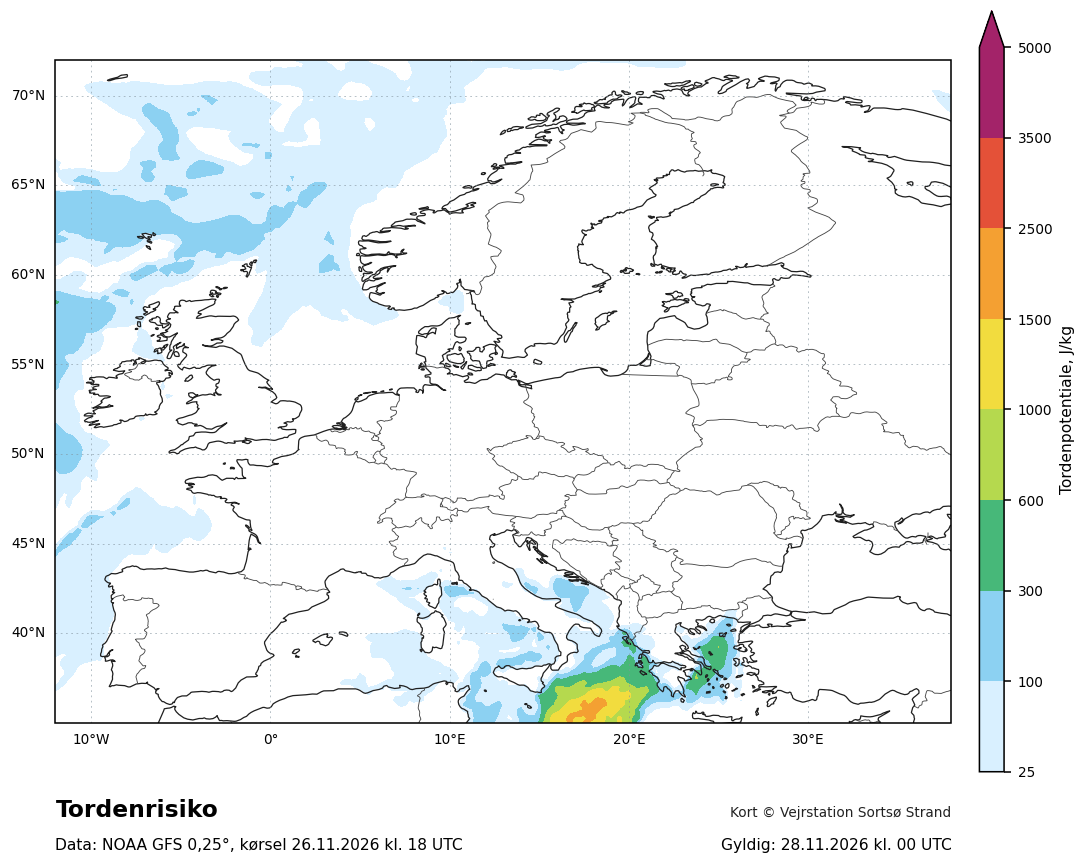 5000
3500
2500
1500
1000
600
300
100
25
Tordenpotentiale, J/kg
70°N
65°N
60°N
55°N
50°N
45°N
40°N
10°W
0°
10°E
20°E
30°E
Tordenrisiko
Kort © Vejrstation Sortsø Strand
Data: NOAA GFS 0,25°, kørsel 26.11.2026 kl. 18 UTC
Gyldig: 28.11.2026 kl. 00 UTC